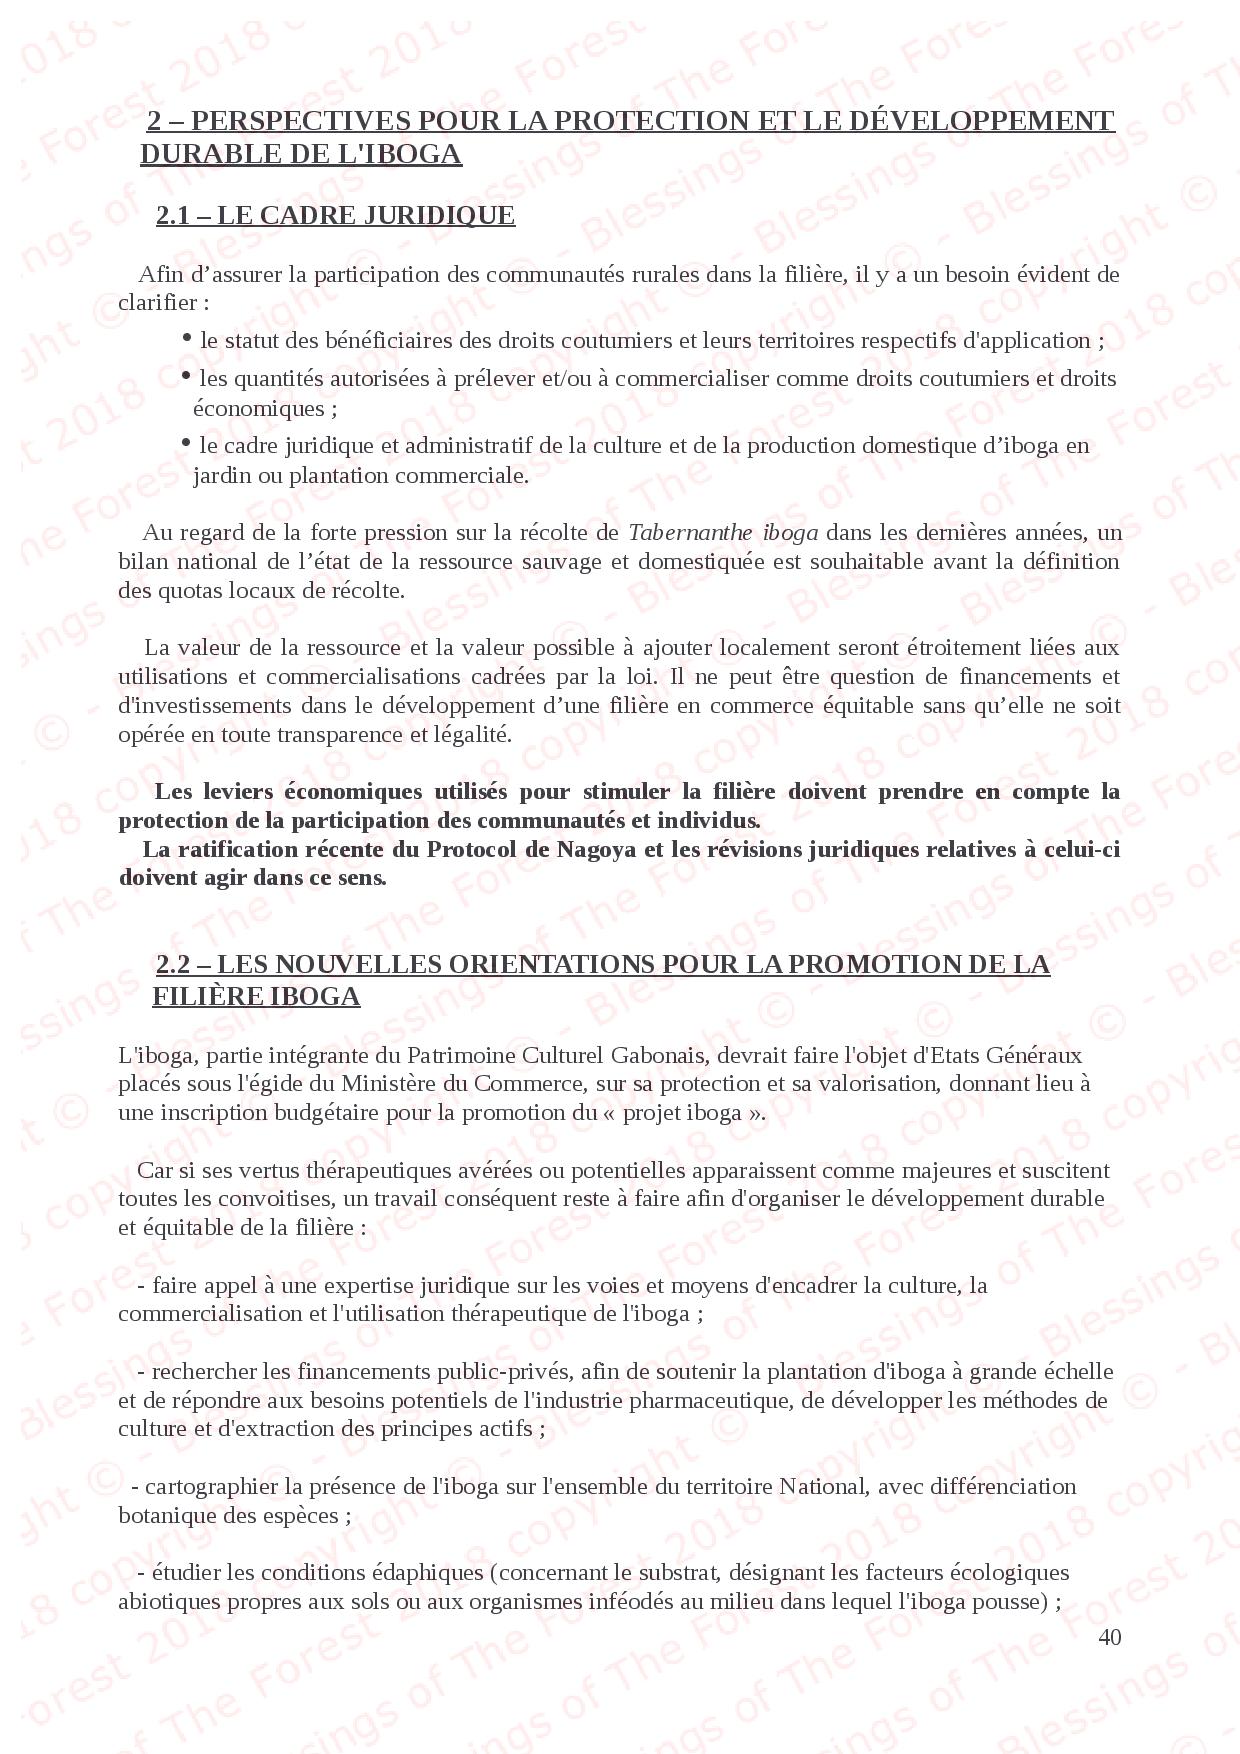 2 – PERSPECTIVES POUR LA PROTECTION ET LE DÉVELOPPEMENT
DURABLE DE L'IBOGA
2.1 – LE CADRE JURIDIQUE
Afin d’assurer la participation des communautés rurales dans la filière, il y a un besoin évident de
clarifier :
• le statut des bénéficiaires des droits coutumiers et leurs territoires respectifs d'application ;
• les quantités autorisées à prélever et/ou à commercialiser comme droits coutumiers et droits
économiques ;
• le cadre juridique et administratif de la culture et de la production domestique d’iboga en
jardin ou plantation commerciale.
Au regard de la forte pression sur la récolte de Tabernanthe iboga dans les dernières années, un
bilan national de l’état de la ressource sauvage et domestiquée est souhaitable avant la définition
des quotas locaux de récolte.
La valeur de la ressource et la valeur possible à ajouter localement seront étroitement liées aux
utilisations et commercialisations cadrées par la loi. Il ne peut être question de financements et
d'investissements dans le développement d’une filière en commerce équitable sans qu’elle ne soit
opérée en toute transparence et légalité.
Les leviers économiques utilisés pour stimuler la filière doivent prendre en compte la
protection de la participation des communautés et individus.
La ratification récente du Protocol de Nagoya et les révisions juridiques relatives à celui-ci
doivent agir dans ce sens.
2.2 – LES NOUVELLES ORIENTATIONS POUR LA PROMOTION DE LA
FILIÈRE IBOGA
L'iboga, partie intégrante du Patrimoine Culturel Gabonais, devrait faire l'objet d'Etats Généraux
placés sous l'égide du Ministère du Commerce, sur sa protection et sa valorisation, donnant lieu à
une inscription budgétaire pour la promotion du « projet iboga ».
Car si ses vertus thérapeutiques avérées ou potentielles apparaissent comme majeures et suscitent
toutes les convoitises, un travail conséquent reste à faire afin d'organiser le développement durable
et équitable de la filière :
- faire appel à une expertise juridique sur les voies et moyens d'encadrer la culture, la
commercialisation et l'utilisation thérapeutique de l'iboga ;
- rechercher les financements public-privés, afin de soutenir la plantation d'iboga à grande échelle
et de répondre aux besoins potentiels de l'industrie pharmaceutique, de développer les méthodes de
culture et d'extraction des principes actifs ;
- cartographier la présence de l'iboga sur l'ensemble du territoire National, avec différenciation
botanique des espèces ;
- étudier les conditions édaphiques (concernant le substrat, désignant les facteurs écologiques
abiotiques propres aux sols ou aux organismes inféodés au milieu dans lequel l'iboga pousse) ;
40
Blessings of The Forest 2018 copyright © -